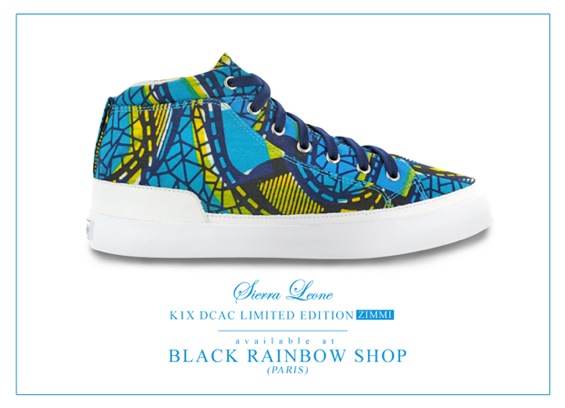 Sierra Leone
K1X DCAC LIMITED EDITION ZIMMI
available at
BLACK RAINBOW SHOP
(PARIS)